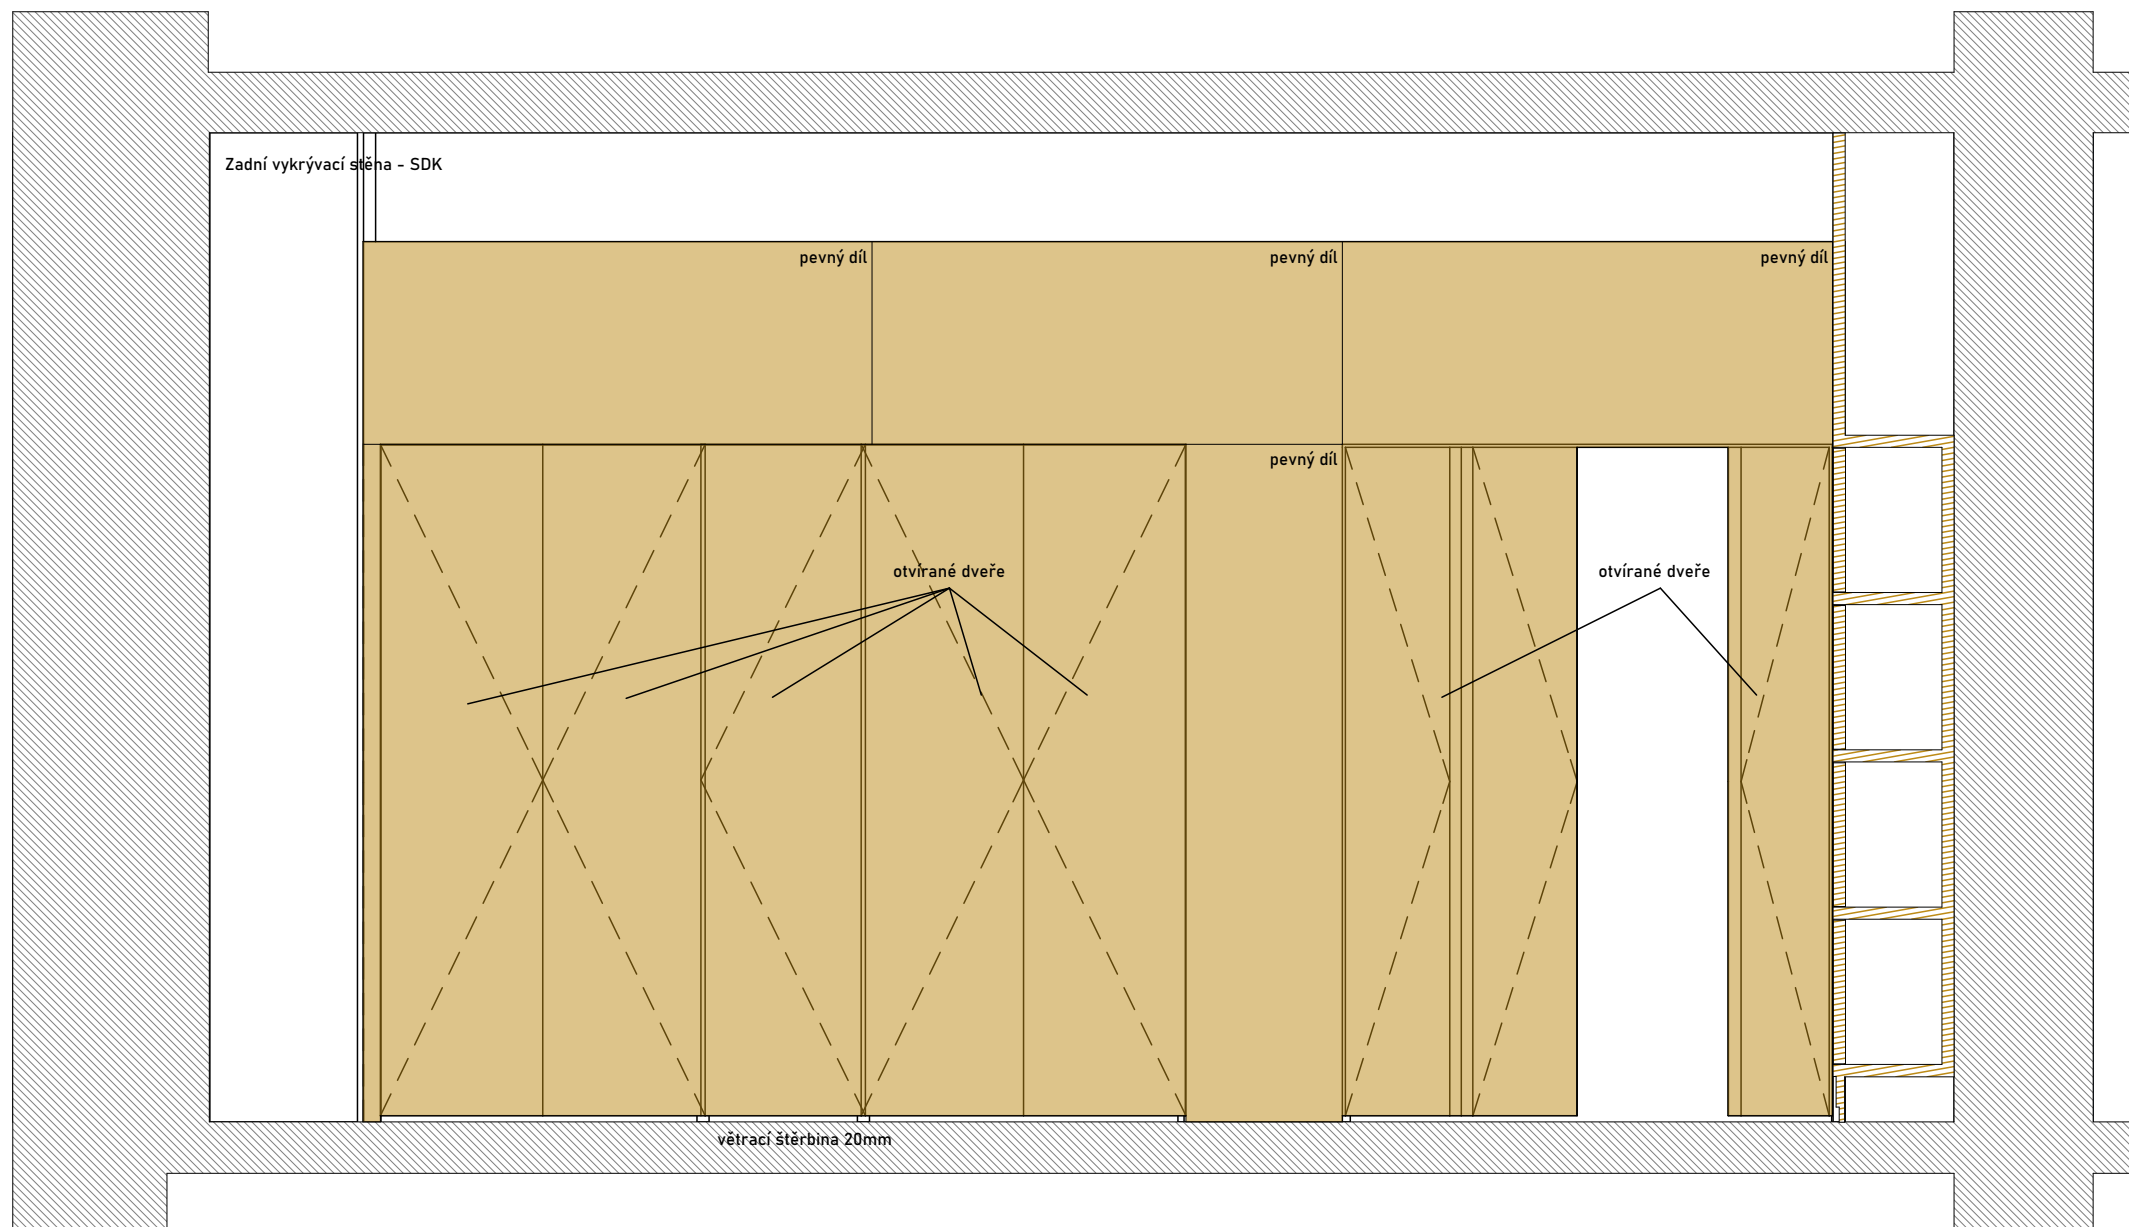 Zadní vykrývací stěna - SDK
pevný díl
pevný díl
pevný díl
pevný díl
otvírané dveře
otvírané dveře
větrací štěrbina 20mm